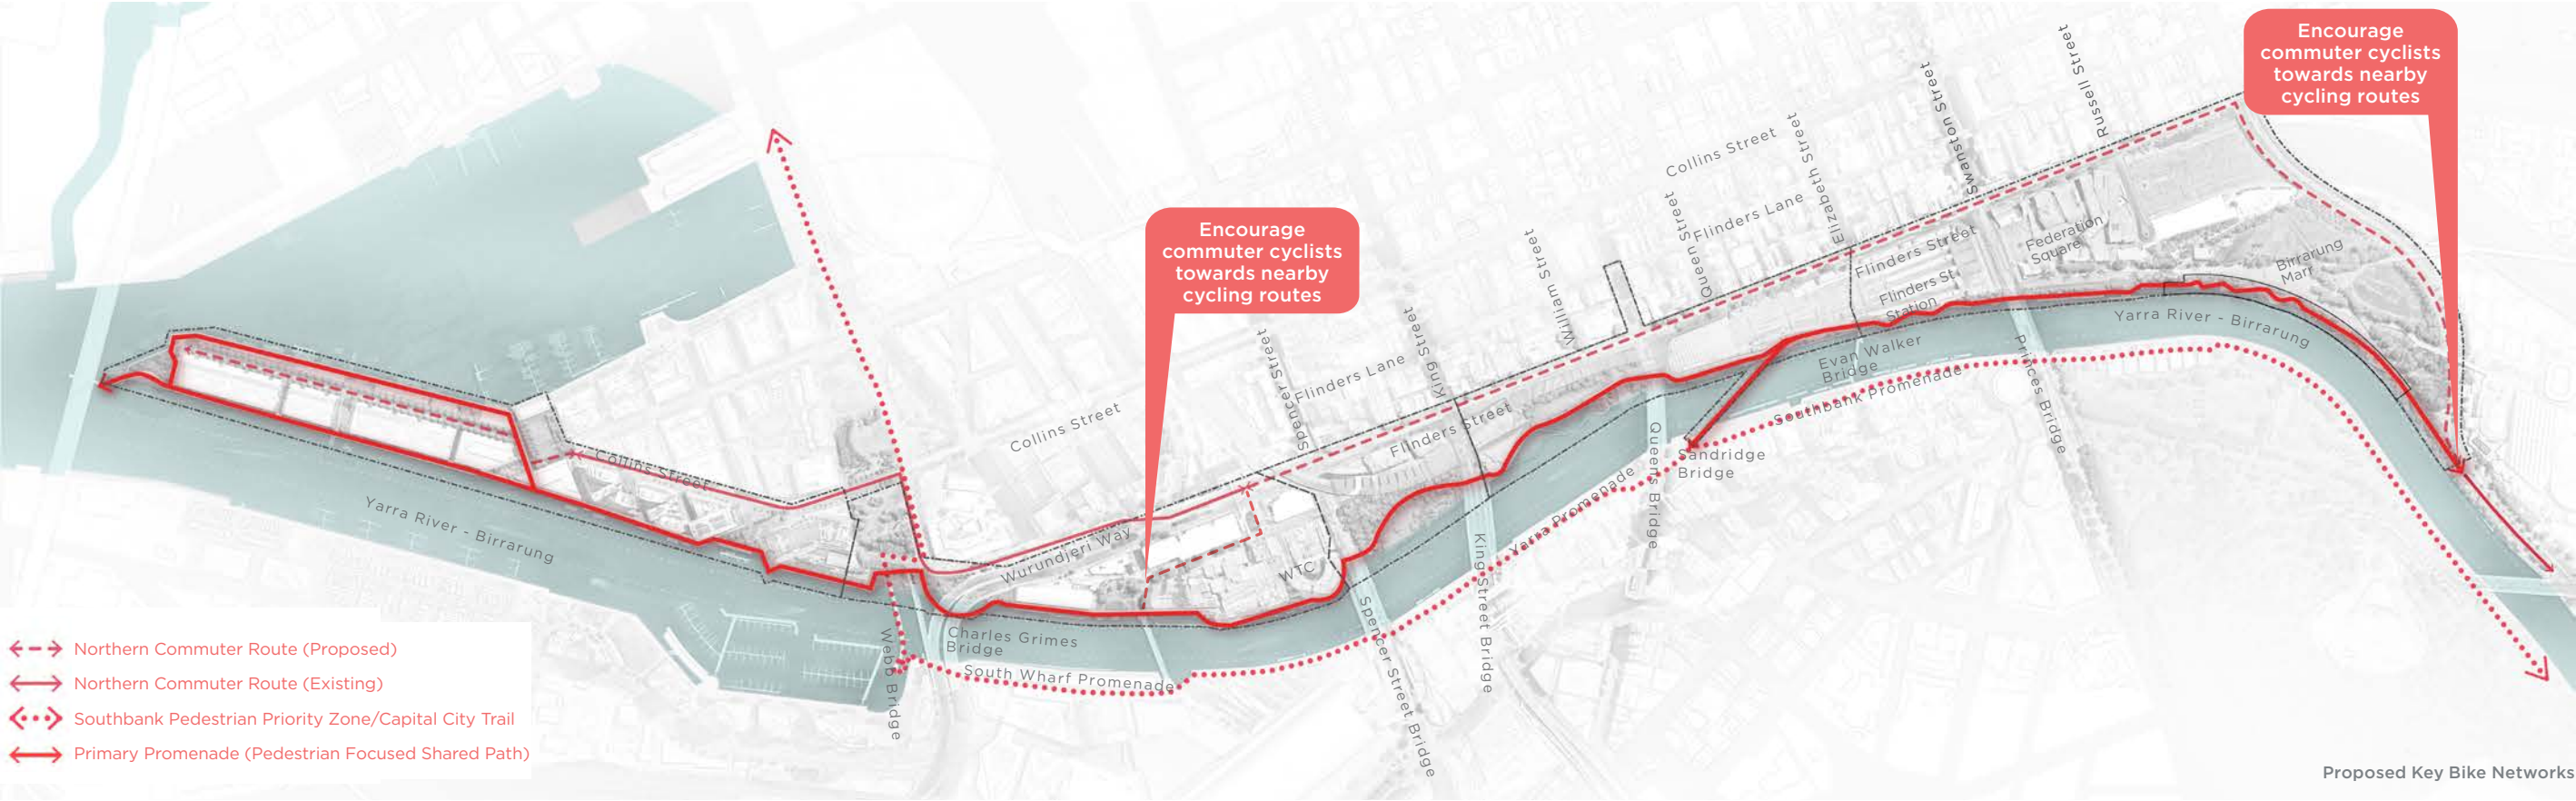 Encourage
commuter cyclists
towards nearby
cycling routes
Encourage
commuter cyclists
towards nearby
cycling routes
Russell Street
Swanston Street
Elizabeth Street
Collins Street
Queen Street
Flinders Lane
William Street
Flinders Street
Federation
Square
Birrarung
Marr
Flinders St
Station
Yarra River - Birrarung
King Street
Spencer Street
Flinders Lane
Flinders Street
Evan Walker
Bridge
Southbank Promenade
Princes Bridge
Collins Street
Collins Street
Queens Bridge
Sandridge
Bridge
Yarra Promenade
Yarra River - Birrarung
Wurundjeri Way
WTC
King Street Bridge
Spencer Street Bridge
Charles Grimes
Bridge
Webb Bridge
South Wharf Promenade
Northern Commuter Route (Proposed)
Northern Commuter Route (Existing)
Southbank Pedestrian Priority Zone/Capital City Trail
Primary Promenade (Pedestrian Focused Shared Path)
Proposed Key Bike Networks